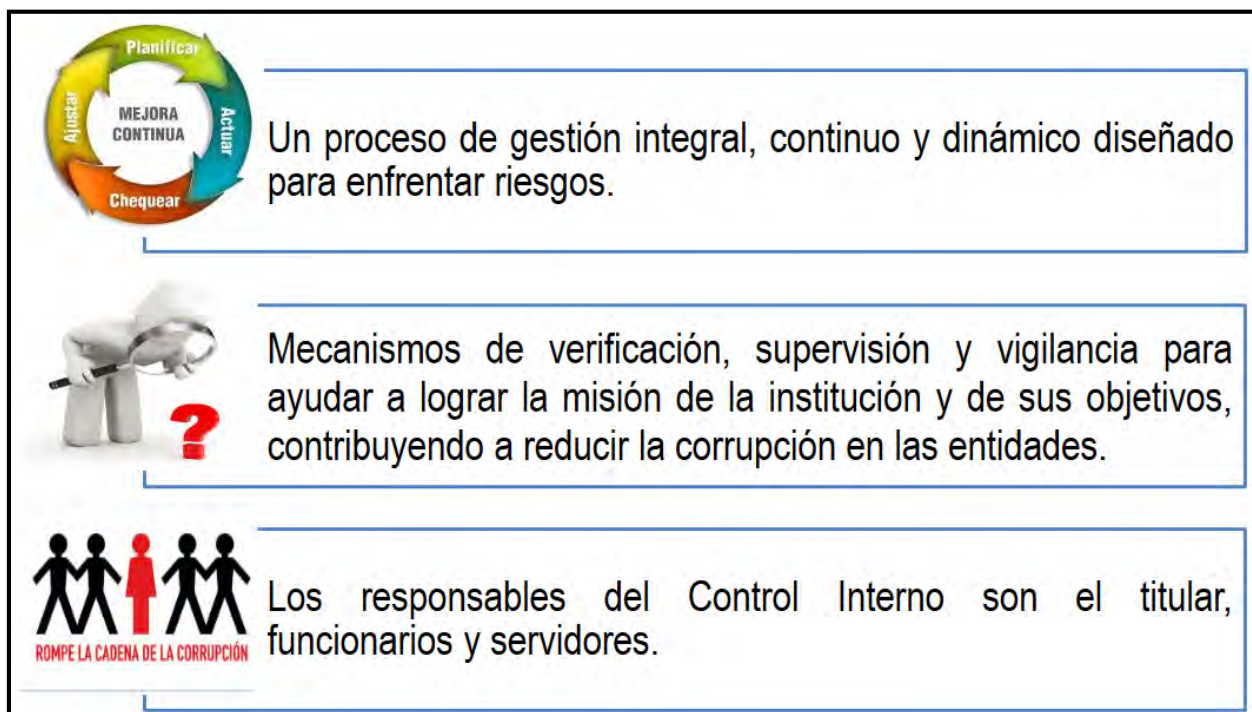 Planificar
Actuar
Chequear
Ajustar
MEJORA
CONTINUA
Un proceso de gestión integral, continuo y dinámico diseñado
para enfrentar riesgos.
?
Mecanismos de verificación, supervisión y vigilancia para
ayudar a lograr la misión de la institución y de sus objetivos,
contribuyendo a reducir la corrupción en las entidades.
ROMPE LA CADENA DE LA CORRUPCIÓN
Los responsables del Control Interno son el titular,
funcionarios y servidores.